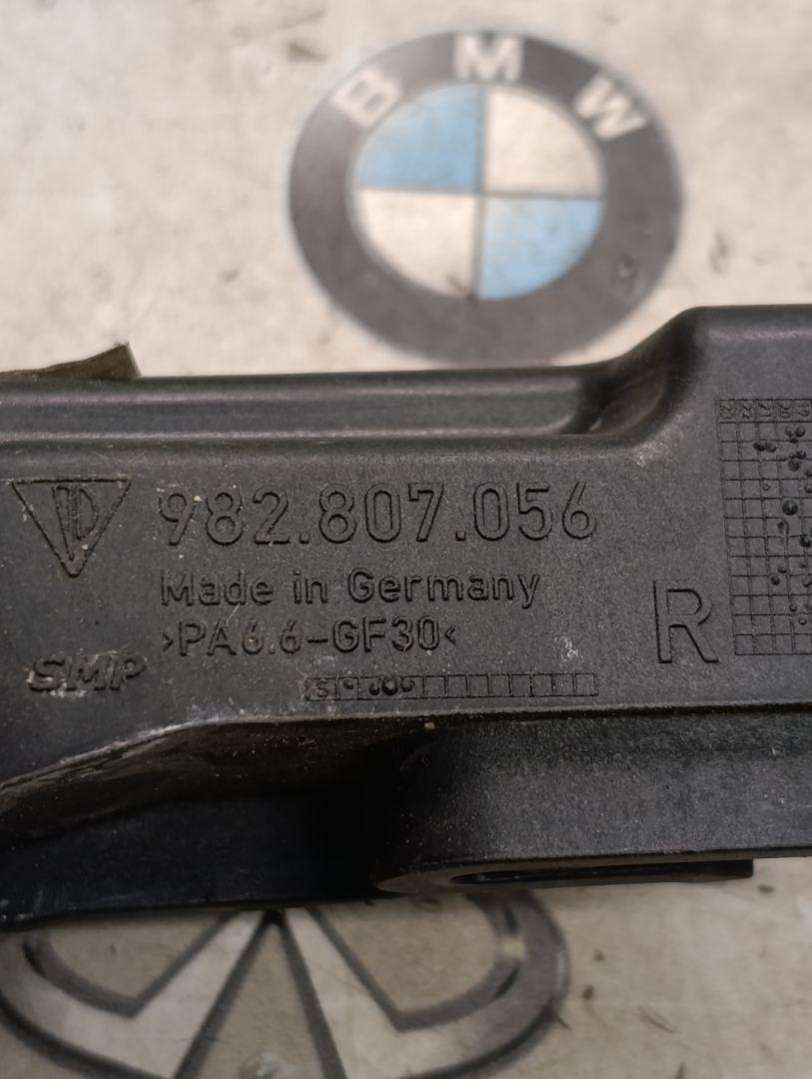 BMW
982.807.056
Made in Germany
>PA6.6-GF30<
R
SMP